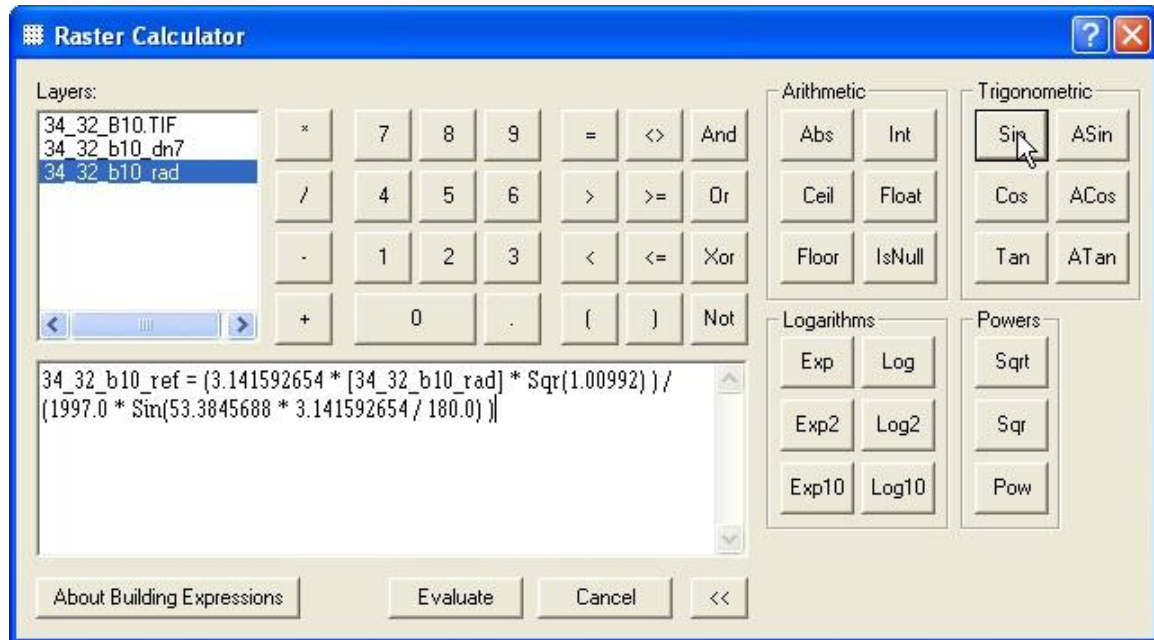 Raster Calculator
Layers:
34_32_B10.TIF
34_32_b10_dn7
34_32_b10_rad
* 7 8 9 = <> And
/ 4 5 6 > >= Or
- 1 2 3 < <= Xor
+ 0 . ( ) Not
Arithmetic
Abs Int
Ceil Float
Floor IsNull
Trigonometric
Sin ASin
Cos ACos
Tan ATan
Logarithms
Exp Log
Exp2 Log2
Exp10 Log10
Powers
Sqrt
Sqr
Pow
34_32_b10_ref = (3.141592654 * [34_32_b10_rad] * Sqr(1.00992) ) /
(1997.0 * Sin(53.3845688 * 3.141592654 / 180.0) )
About Building Expressions Evaluate Cancel <<